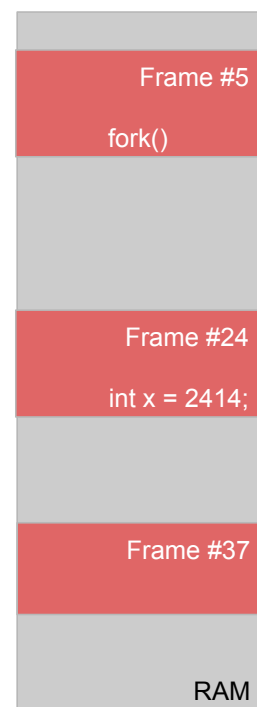 Frame #5
fork()
Frame #24
int x = 2414;
Frame #37
RAM